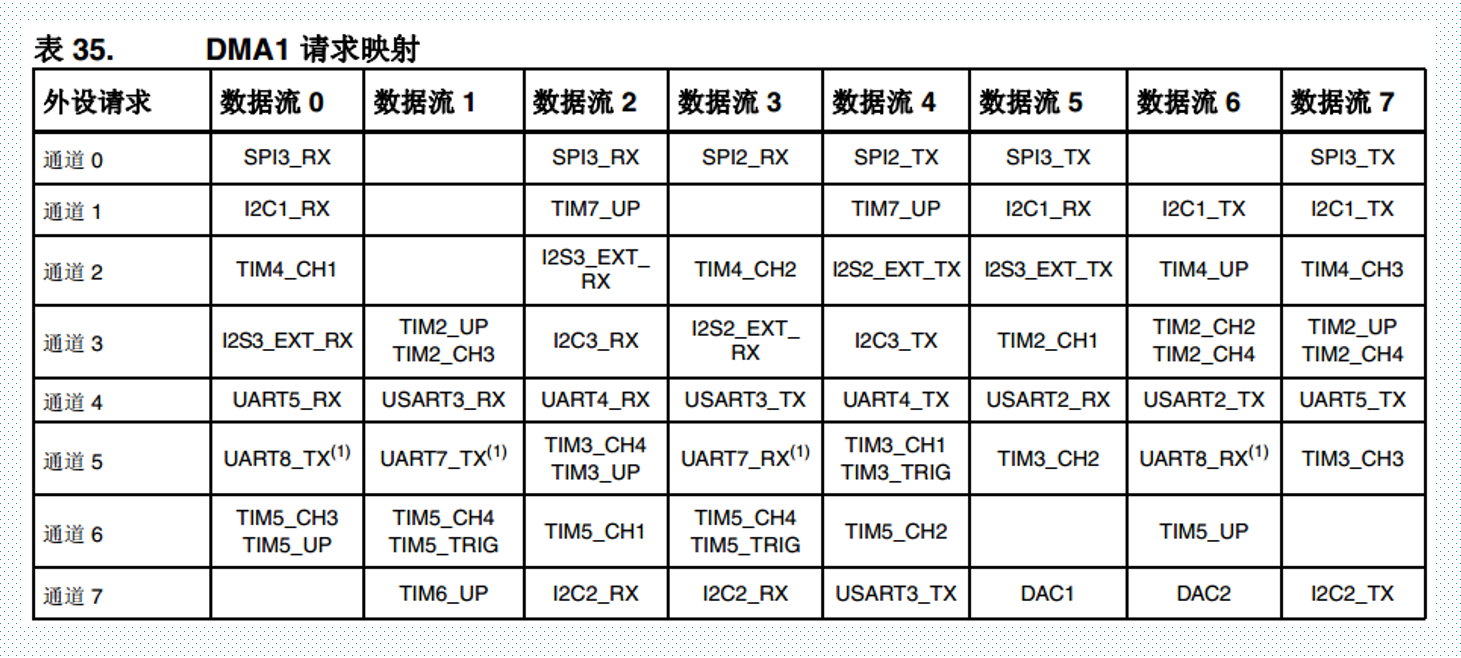 表 35. DMA1 请求映射
外设请求 数据流 0 数据流 1 数据流 2 数据流 3 数据流 4 数据流 5 数据流 6 数据流 7
通道 0 SPI3_RX SPI3_RX SPI2_RX SPI2_TX SPI3_TX SPI3_TX
通道 1 I2C1_RX TIM7_UP TIM7_UP I2C1_RX I2C1_TX I2C1_TX
通道 2 TIM4_CH1 I2S3_EXT_ RX TIM4_CH2 I2S2_EXT_TX I2S3_EXT_TX TIM4_UP TIM4_CH3
通道 3 I2S3_EXT_RX TIM2_UP TIM2_CH3 I2C3_RX I2S2_EXT_ RX I2C3_TX TIM2_CH1 TIM2_CH2 TIM2_CH4 TIM2_UP TIM2_CH4
通道 4 UART5_RX USART3_RX UART4_RX USART3_TX UART4_TX USART2_RX USART2_TX UART5_TX
通道 5 UART8_TX(1) UART7_TX(1) TIM3_CH4 TIM3_UP UART7_RX(1) TIM3_CH1 TIM3_TRIG TIM3_CH2 UART8_RX(1) TIM3_CH3
通道 6 TIM5_CH3 TIM5_UP TIM5_CH4 TIM5_TRIG TIM5_CH1 TIM5_CH4 TIM5_TRIG TIM5_CH2 TIM5_UP
通道 7 TIM6_UP I2C2_RX I2C2_RX USART3_TX DAC1 DAC2 I2C2_TX